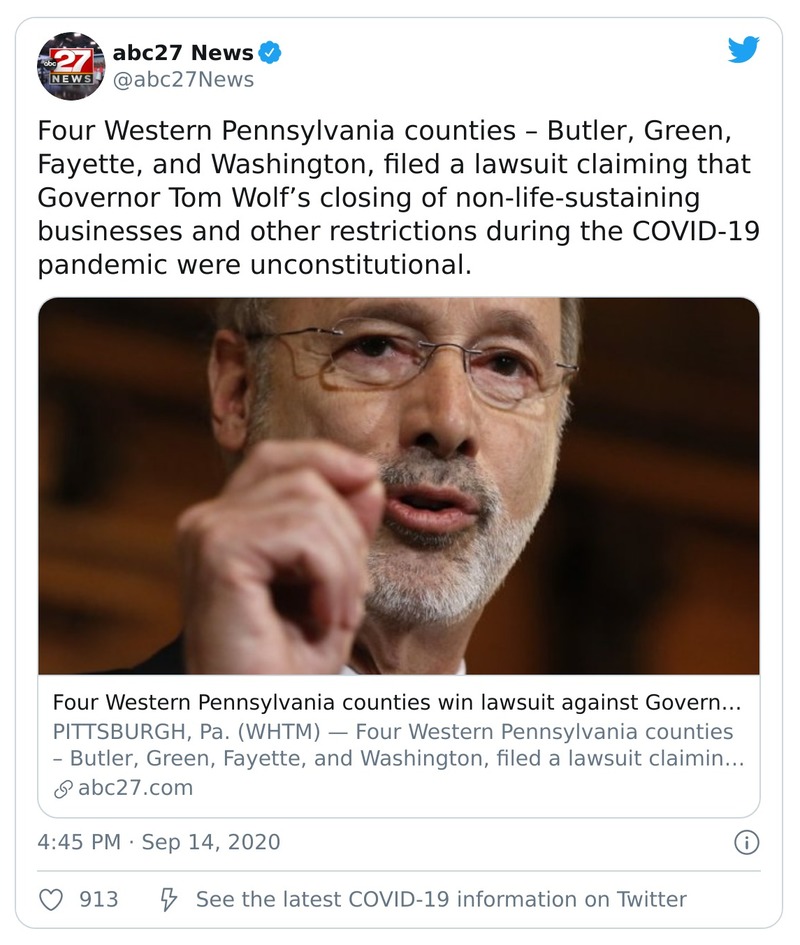 abc 27 NEWS
abc27 News
@abc27News
Four Western Pennsylvania counties – Butler, Green,
Fayette, and Washington, filed a lawsuit claiming that
Governor Tom Wolf’s closing of non-life-sustaining
businesses and other restrictions during the COVID-19
pandemic were unconstitutional.
Four Western Pennsylvania counties win lawsuit against Govern...
PITTSBURGH, Pa. (WHTM) — Four Western Pennsylvania counties
– Butler, Green, Fayette, and Washington, filed a lawsuit claimin...
abc27.com
4:45 PM · Sep 14, 2020
913 See the latest COVID-19 information on Twitter